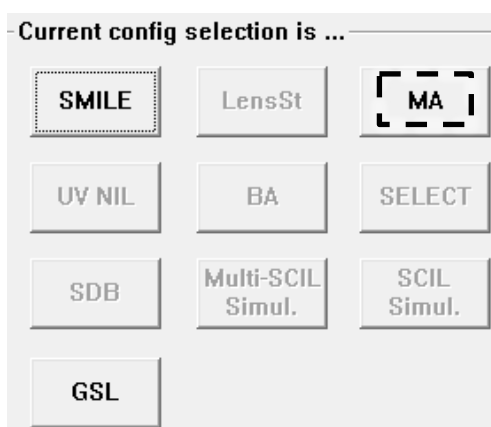 Current config selection is ...
SMILE LensSt MA
UV NIL BA SELECT
SDB Multi-SCIL Simul. SCIL Simul.
GSL